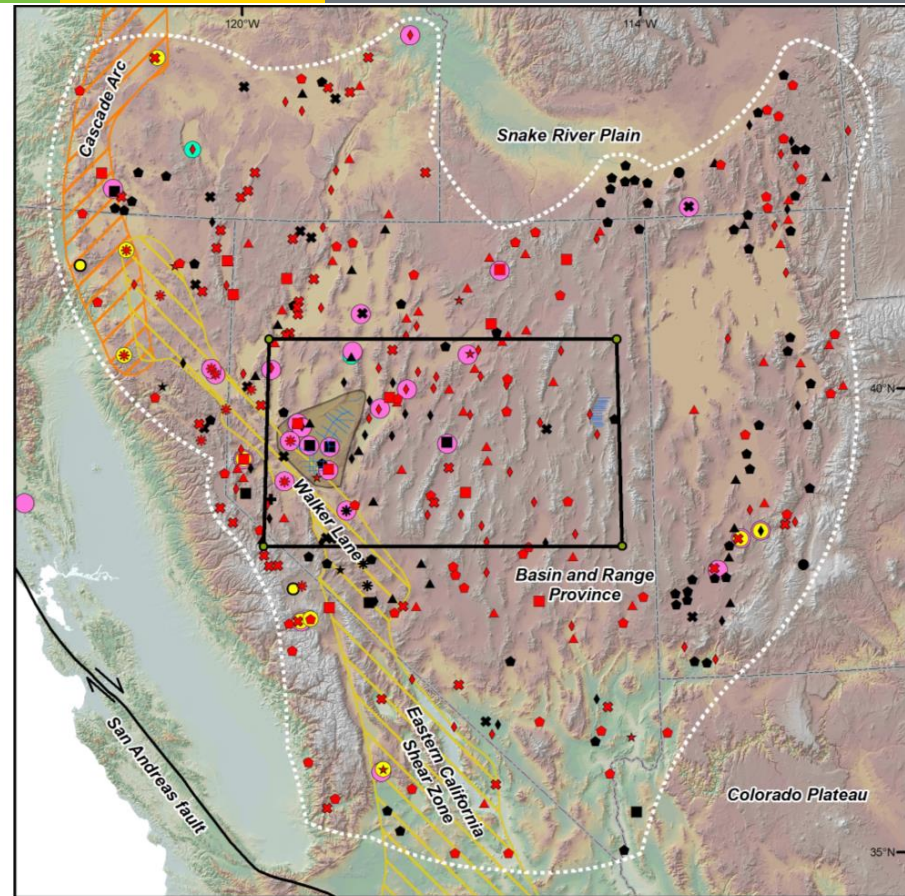 120°W
114°W
Cascade Arc
Snake River Plain
40°N
Walker Lane
Basin and Range
Province
San Andreas fault
Eastern California
Shear Zone
Colorado Plateau
35°N